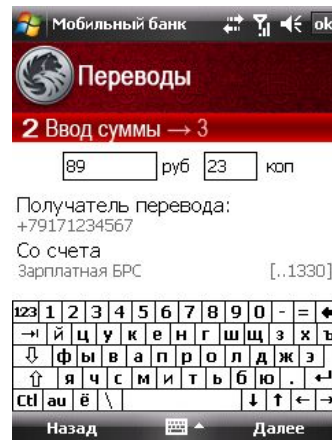 Мобильный банк ok
Переводы
2 Ввод суммы → 3
89 руб 23 коп
Получатель перевода:
+79171234567
Со счета
Зарплатная БРС [..1330]
123 1 2 3 4 5 6 7 8 9 0 - =
й ц у к е н г ш щ з х ъ
ф ы в а п р о л д ж э
я ч с м и т ь б ю .
Ctl au ё \ ↓ ↑ ← →
Назад Далее